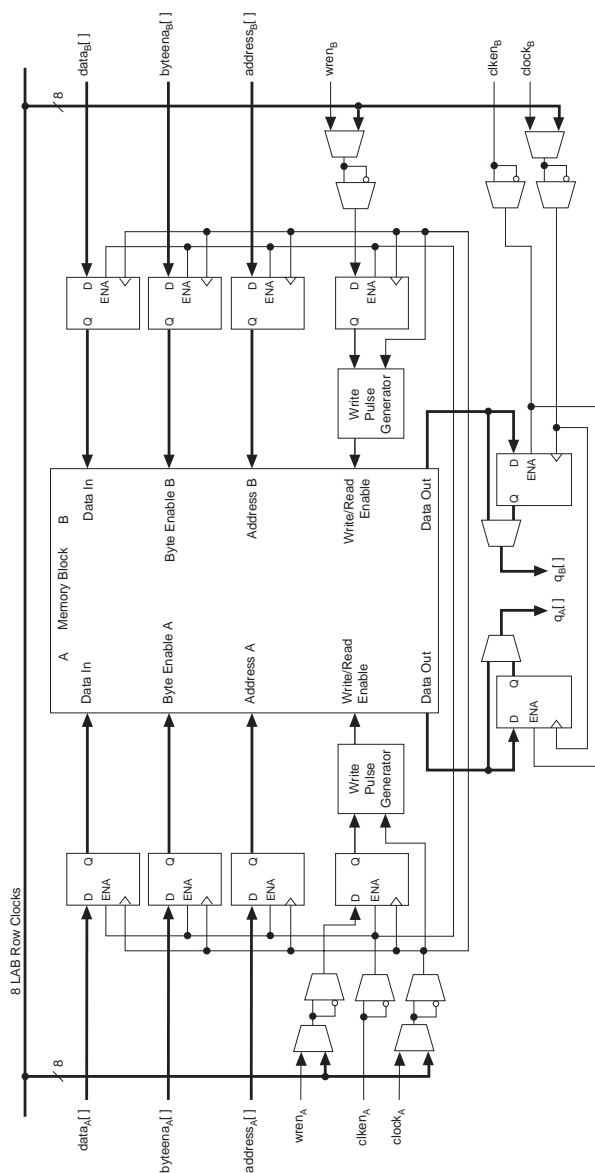 8 LAB Row Clocks
8
8
data_A[ ]
byteena_A[ ]
address_A[ ]
wren_A
clken_A
clock_A
D Q
ENA
D Q
ENA
D Q
ENA
D Q
ENA
Write
Pulse
Generator
A Memory Block B
Data In
Data In
Byte Enable A
Byte Enable B
Address A
Address B
Write/Read
Enable
Write/Read
Enable
Data Out
Data Out
Q D
ENA
Q D
ENA
Q D
ENA
Q D
ENA
Write
Pulse
Generator
data_B[ ]
byteena_B[ ]
address_B[ ]
wren_B
clken_B
clock_B
D Q
ENA
Q D
ENA
q_A[ ]
q_B[ ]